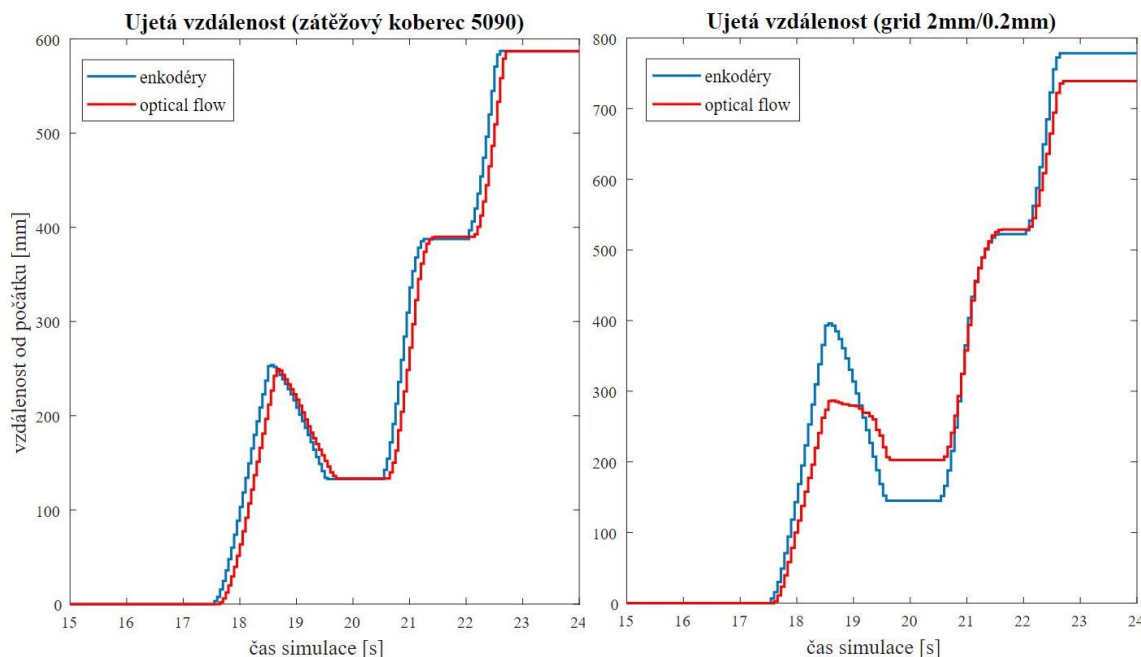 Ujetá vzdálenost (zátěžový koberec 5090)
enkodéry
optical flow
600
500
400
300
200
100
0
vzdálenost od počátku [mm]
15 16 17 18 19 20 21 22 23 24
čas simulace [s]
Ujetá vzdálenost (grid 2mm/0.2mm)
enkodéry
optical flow
800
700
600
500
400
300
200
100
0
15 16 17 18 19 20 21 22 23 24
čas simulace [s]